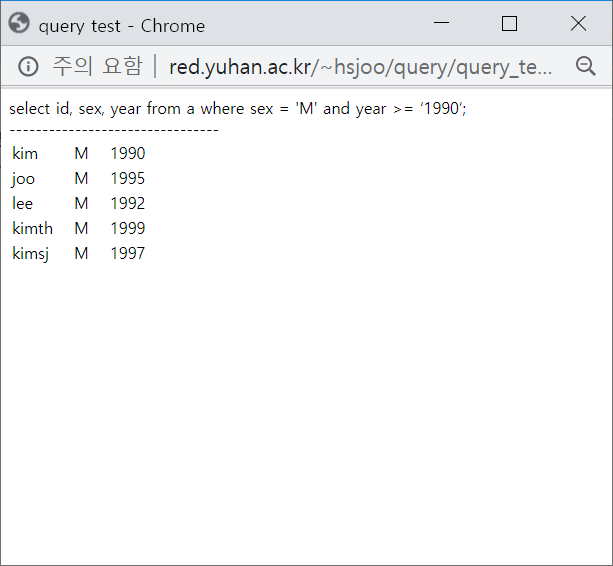 query test - Chrome
주의 요함 | red.yuhan.ac.kr/~hsjoo/query/query_te...
select id, sex, year from a where sex = 'M' and year >= ‘1990’;
--------------------------------
kim M 1990
joo M 1995
lee M 1992
kimth M 1999
kimsj M 1997